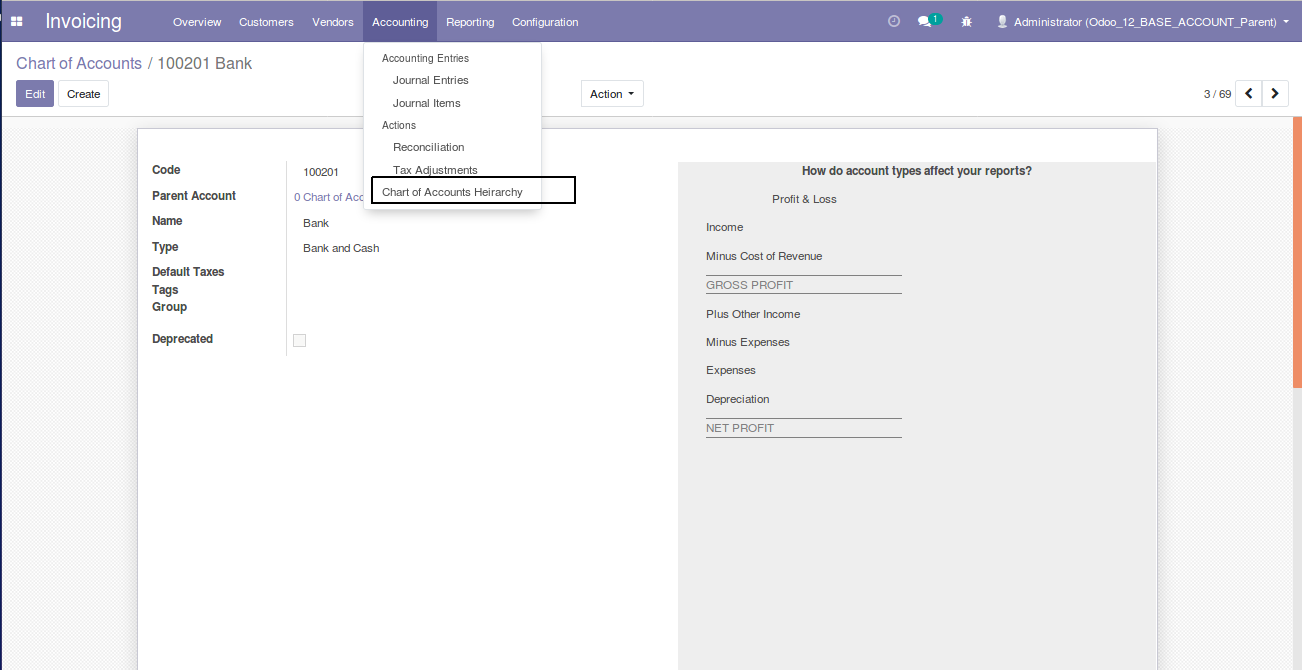 Invoicing Overview Customers Vendors Accounting Reporting Configuration 1 Administrator (Odoo_12_BASE_ACCOUNT_Parent)
Chart of Accounts / 100201 Bank
Edit Create Action 3 / 69
Accounting Entries
Journal Entries
Journal Items
Actions
Reconciliation
Tax Adjustments
Chart of Accounts Heirarchy
Code 100201
Parent Account 0 Chart of Acc
Name Bank
Type Bank and Cash
Default Taxes
Tags
Group
Deprecated
How do account types affect your reports?
Profit & Loss
Income
Minus Cost of Revenue
GROSS PROFIT
Plus Other Income
Minus Expenses
Expenses
Depreciation
NET PROFIT